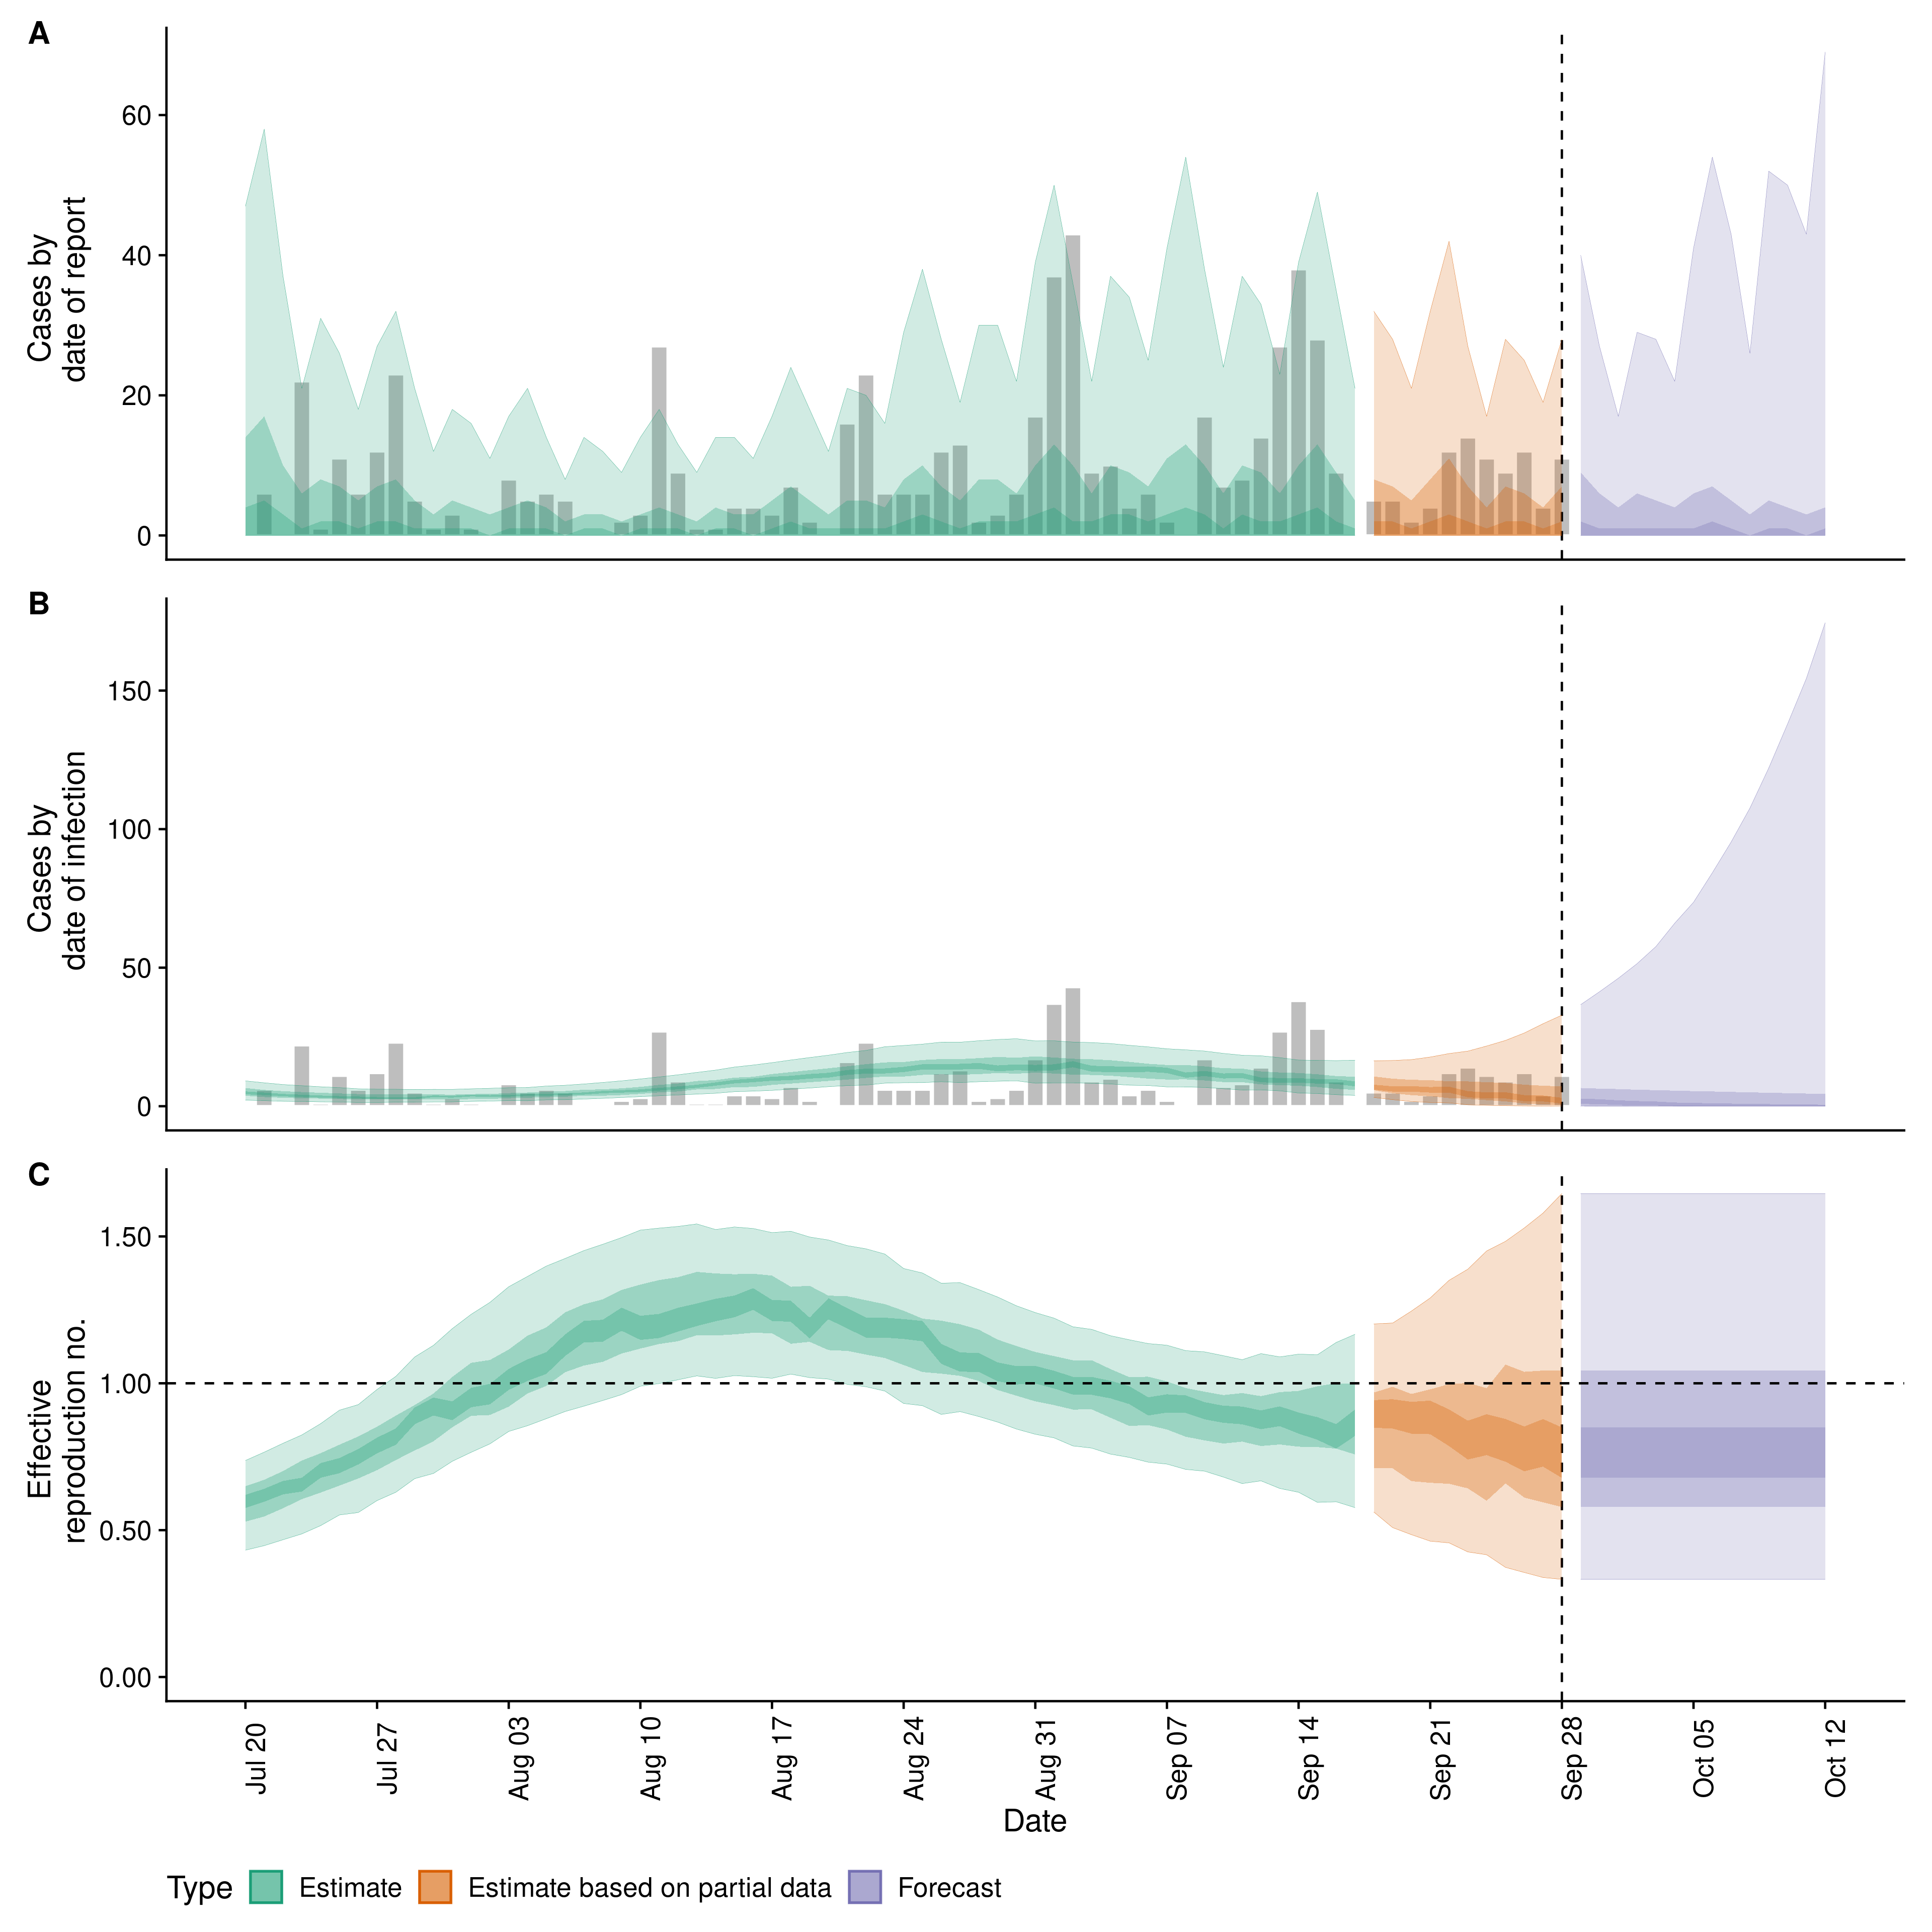 A
Cases by
date of report
60
40
20
0
B
Cases by
date of infection
150
100
50
0
C
Effective
reproduction no.
1.50
1.00
0.50
0.00
Jul 20
Jul 27
Aug 03
Aug 10
Aug 17
Aug 24
Aug 31
Sep 07
Sep 14
Sep 21
Sep 28
Oct 05
Oct 12
Date
Type Estimate Estimate based on partial data Forecast